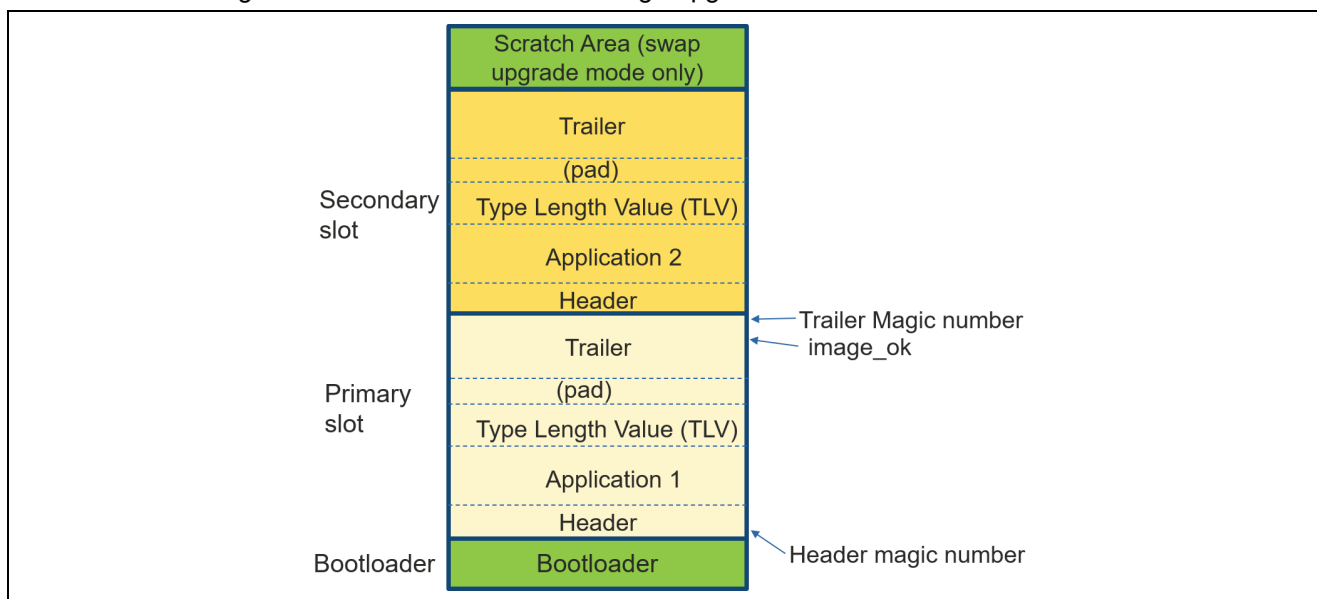 Scratch Area (swap
upgrade mode only)
Trailer
(pad)
Secondary
slot
Type Length Value (TLV)
Application 2
Header
Trailer Magic number
image_ok
Trailer
(pad)
Primary
slot
Type Length Value (TLV)
Application 1
Header
Header magic number
Bootloader
Bootloader